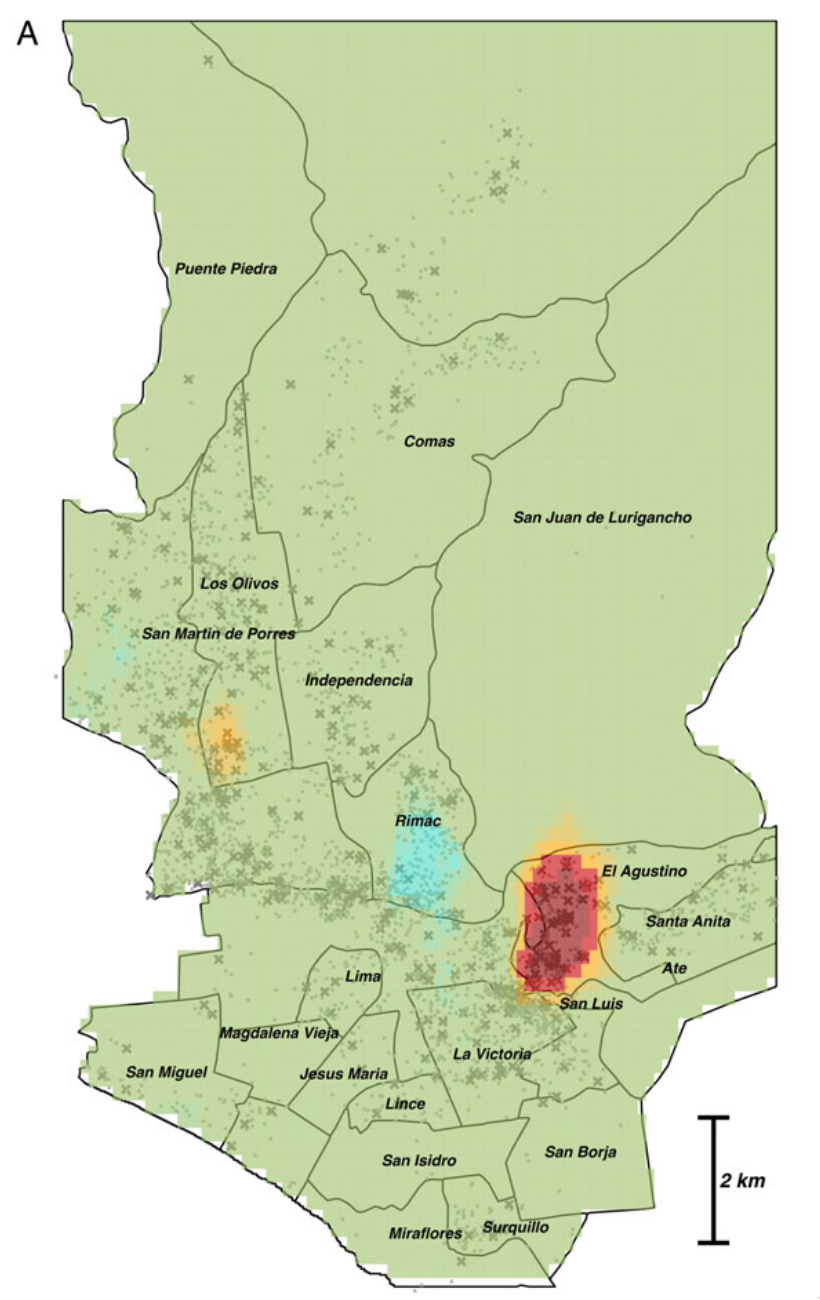 A
Puente Piedra
Comas
San Juan de Lurigancho
Los Olivos
San Martin de Porres
Independencia
Rimac
El Agustino
Santa Anita
Ate
Lima
San Luis
Magdalena Vieja
La Victoria
San Miguel
Jesus Maria
Lince
San Borja
San Isidro
2 km
Surquillo
Miraflores